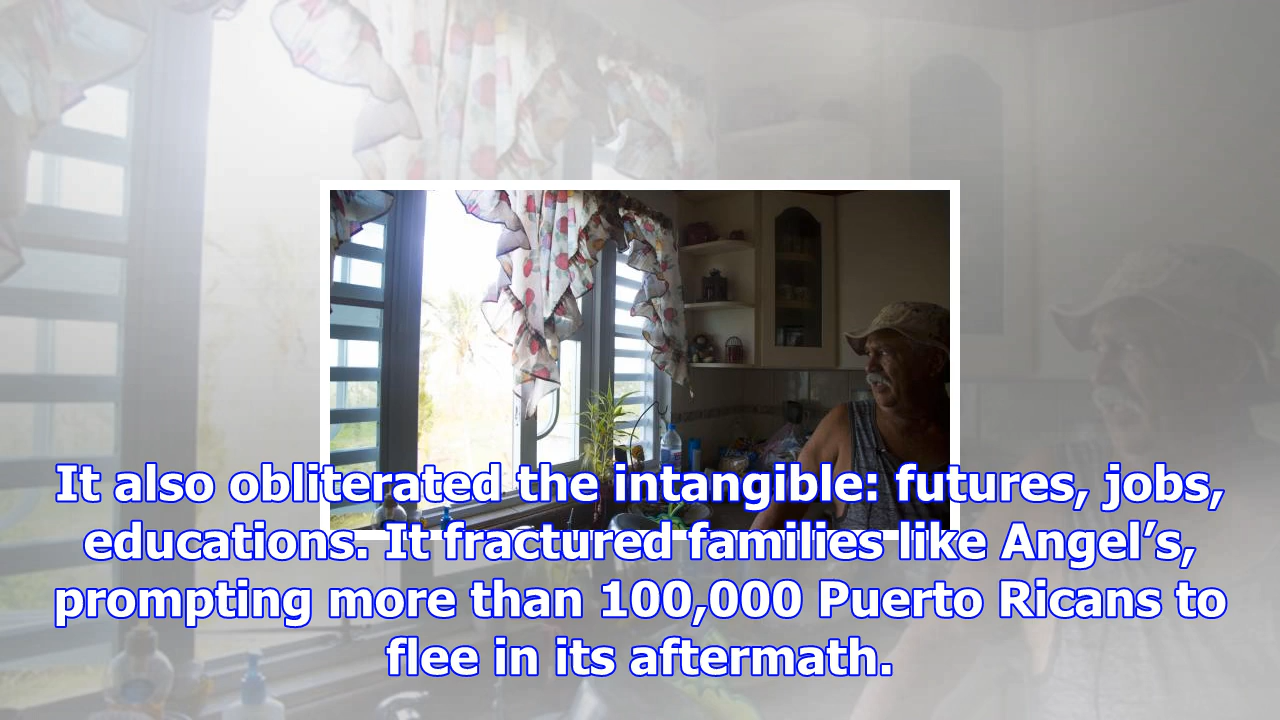 It also obliterated the intangible: futures, jobs,
educations. It fractured families like Angel’s,
prompting more than 100,000 Puerto Ricans to
flee in its aftermath.